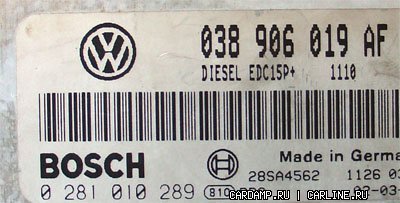 038 906 019 AF
DIESEL EDC15P+ 1110
BOSCH
Made in Germa
28SA4562 1126 03
0 281 010 289
CARDAMP.RU | CARLINE.RU